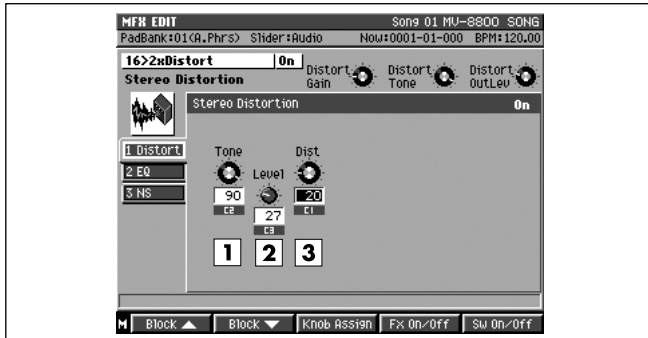 MFX EDIT Song 01 MV-8800 SONG
PadBank:01(A.Phrs) Slider:Audio Now:0001-01-000 BPM:120.00
16>2xDistort On
Stereo Distortion
Distort Gain
Distort Tone
Distort OutLev
Stereo Distortion On
1 Distort
2 EQ
3 NS
Tone Level Dist
90 27 20
C2 C3 C1
1 2 3
M Block ▲ Block ▼ Knob Assign Fx On/Off Sw On/Off